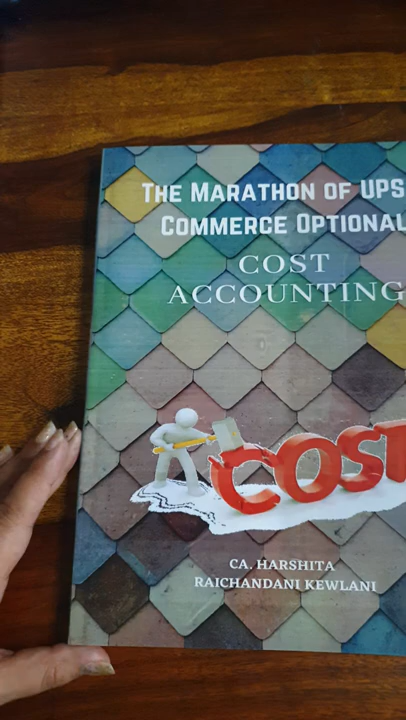 THE MARATHON OF UPS
COMMERCE OPTIONAL
COST
ACCOUNTING
COST
CA. HARSHITA
RAICHANDANI KEWLANI